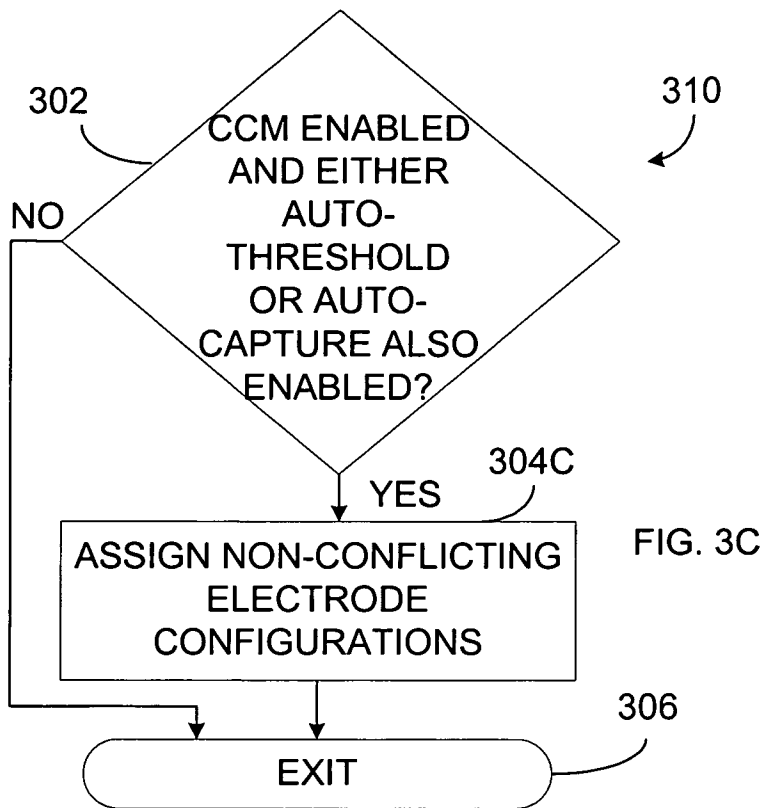 302
310
CCM ENABLED
AND EITHER
AUTO-
THRESHOLD
OR AUTO-
CAPTURE ALSO
ENABLED?
NO
YES
304C
ASSIGN NON-CONFLICTING
ELECTRODE
CONFIGURATIONS
FIG. 3C
306
EXIT